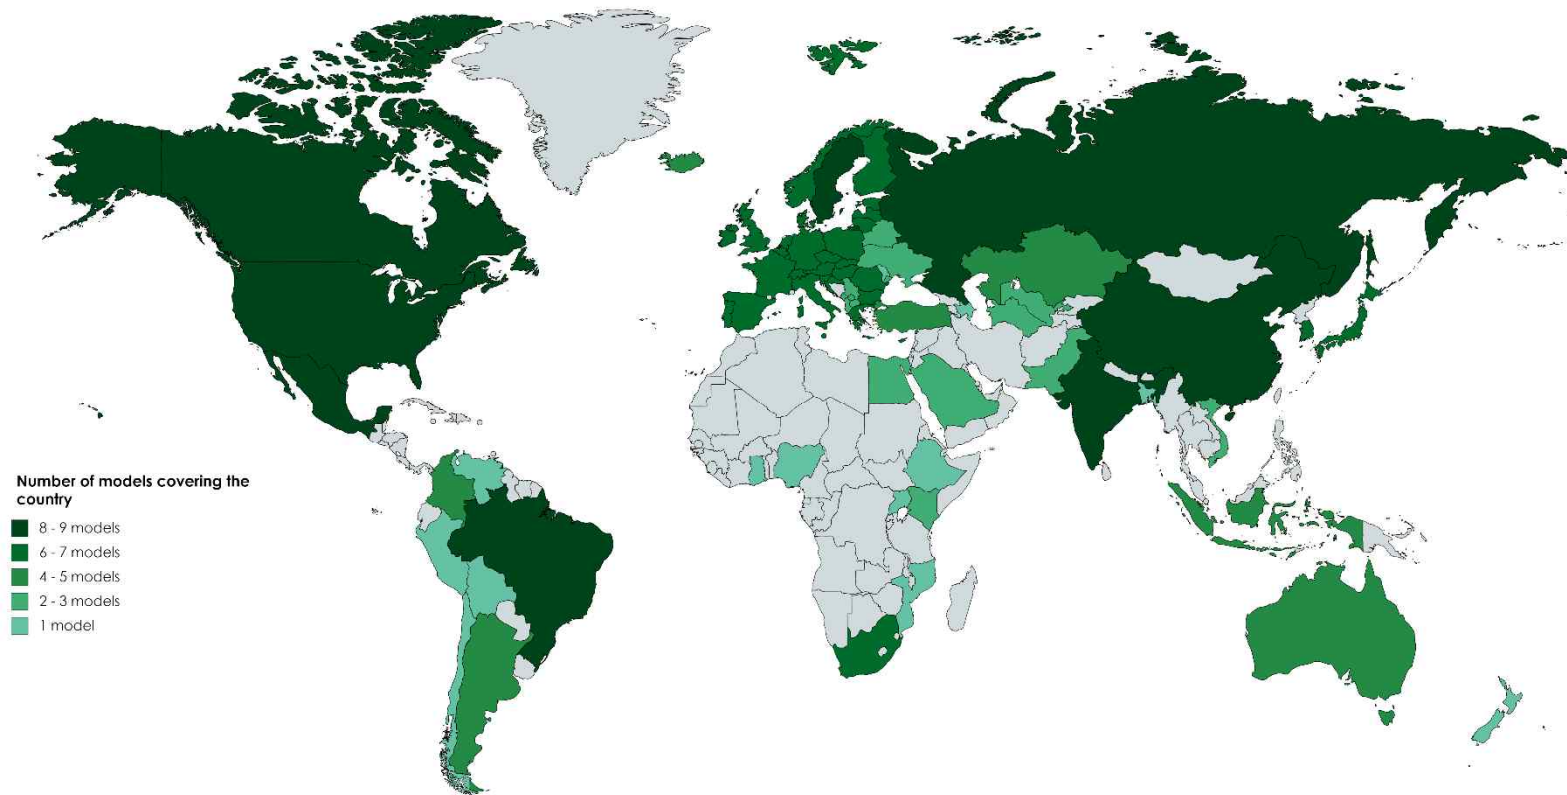 Number of models covering the
country
8 - 9 models
6 - 7 models
4 - 5 models
2 - 3 models
1 model